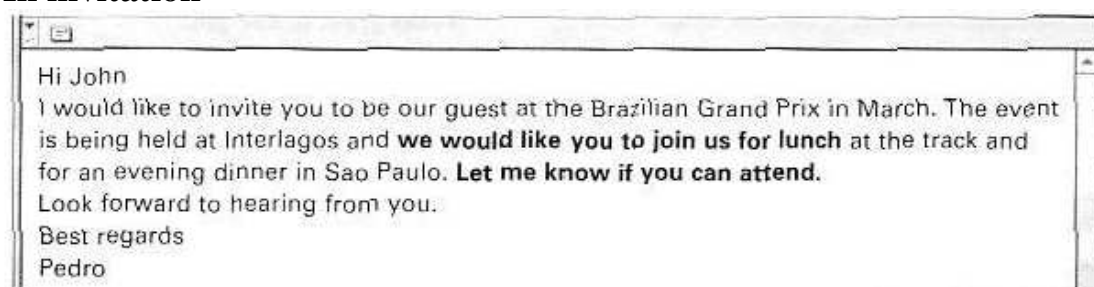 Hi John
I would like to invite you to be our guest at the Brazilian Grand Prix in March. The event
is being held at Interlagos and we would like you to join us for lunch at the track and
for an evening dinner in Sao Paulo. Let me know if you can attend.
Look forward to hearing from you.
Best regards
Pedro